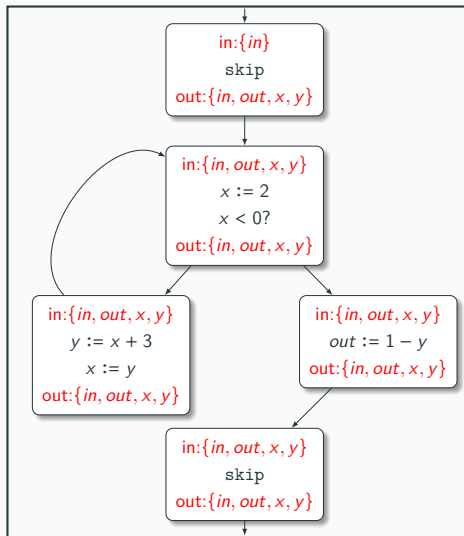 in:{in}
skip
out:{in, out, x, y}
in:{in, out, x, y}
x := 2
x < 0?
out:{in, out, x, y}
in:{in, out, x, y}
y := x + 3
x := y
out:{in, out, x, y}
in:{in, out, x, y}
out := 1 − y
out:{in, out, x, y}
in:{in, out, x, y}
skip
out:{in, out, x, y}